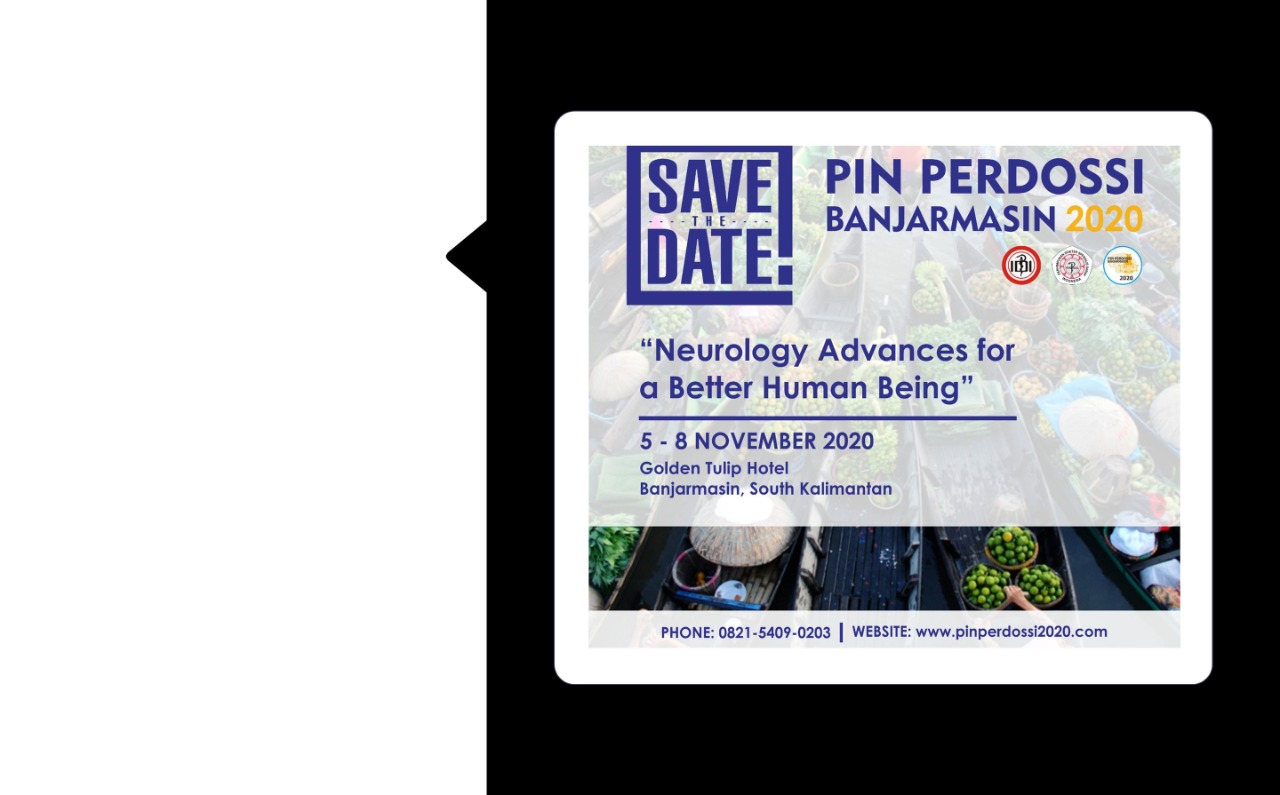 SAVE
THE
DATE!
PIN PERDOSSI
BANJARMASIN 2020
“Neurology Advances for
a Better Human Being”
5 - 8 NOVEMBER 2020
Golden Tulip Hotel
Banjarmasin, South Kalimantan
PHONE: 0821-5409-0203 | WEBSITE: www.pinperdossi2020.com